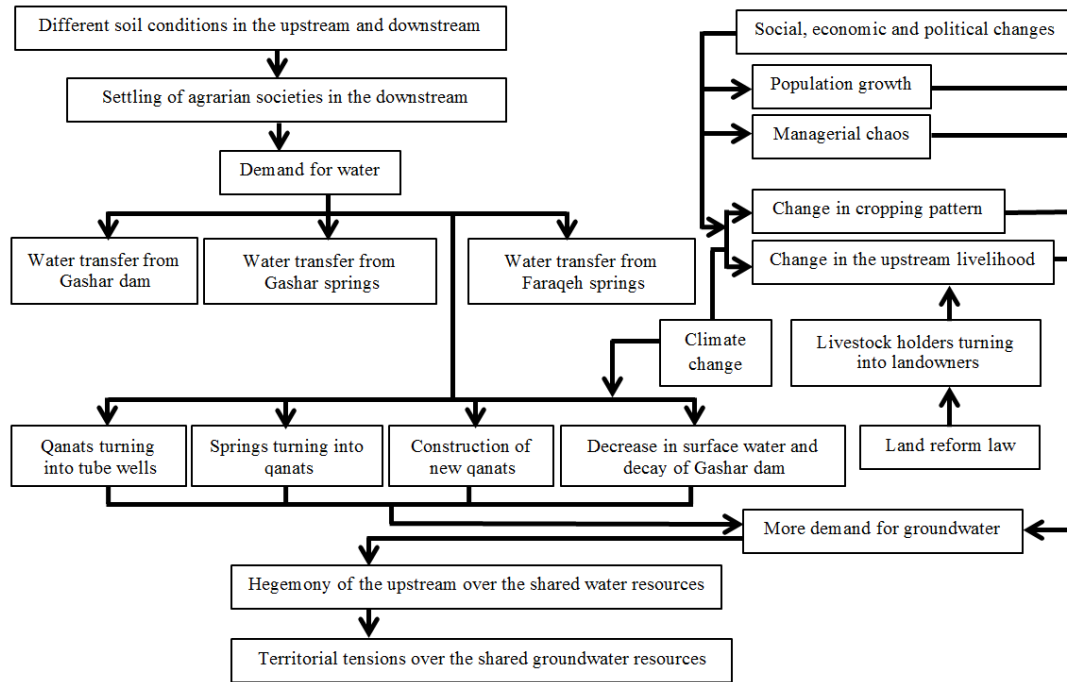 Different soil conditions in the upstream and downstream
Social, economic and political changes
Settling of agrarian societies in the downstream
Population growth
Managerial chaos
Demand for water
Change in cropping pattern
Water transfer from
Gashar dam
Water transfer from
Gashar springs
Water transfer from
Faraqeh springs
Change in the upstream livelihood
Climate
change
Livestock holders turning
into landowners
Qanats turning
into tube wells
Springs turning into
qanats
Construction of
new qanats
Decrease in surface water and
decay of Gashar dam
Land reform law
More demand for groundwater
Hegemony of the upstream over the shared water resources
Territorial tensions over the shared groundwater resources